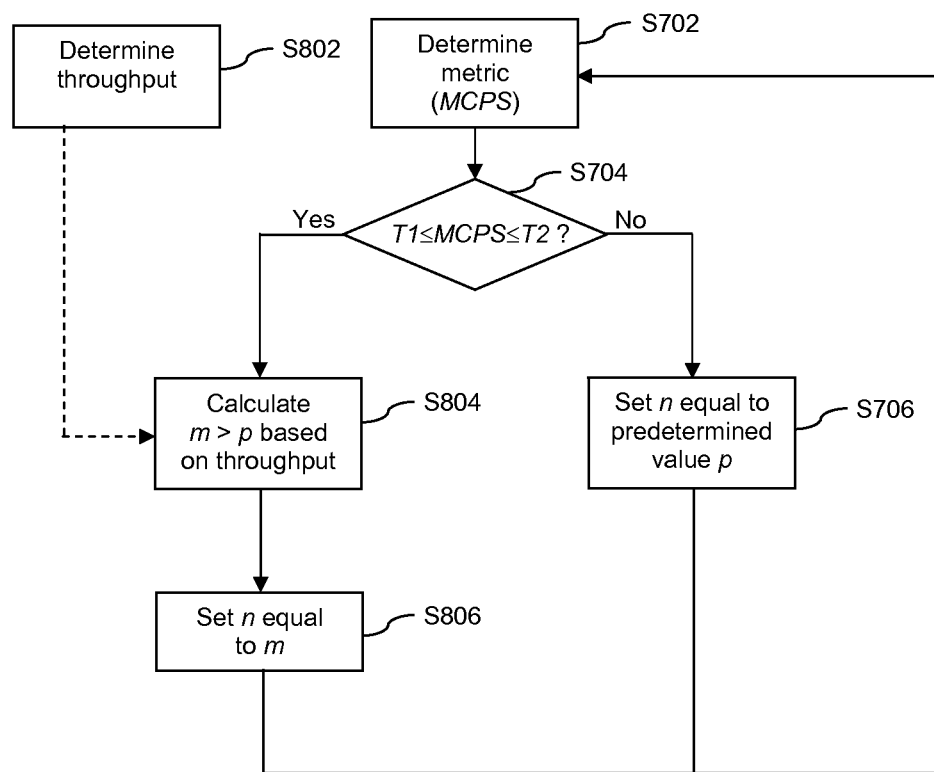 Determine
throughput
S802
Determine
metric
(MCPS)
S702
S704
Yes
T1≤MCPS≤T2 ?
No
Calculate
m > p based
on throughput
S804
Set n equal to
predetermined
value p
S706
Set n equal
to m
S806